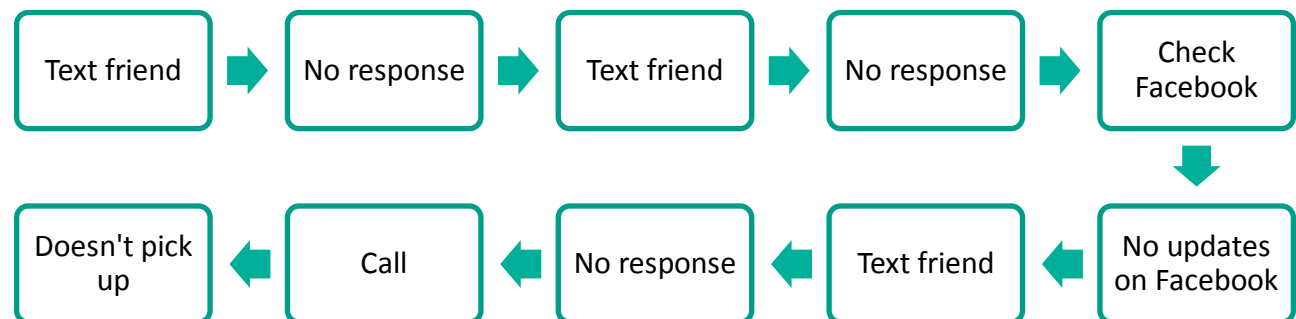 Text friend
No response
Text friend
No response
Check
Facebook
No updates
on Facebook
Text friend
No response
Call
Doesn't pick
up